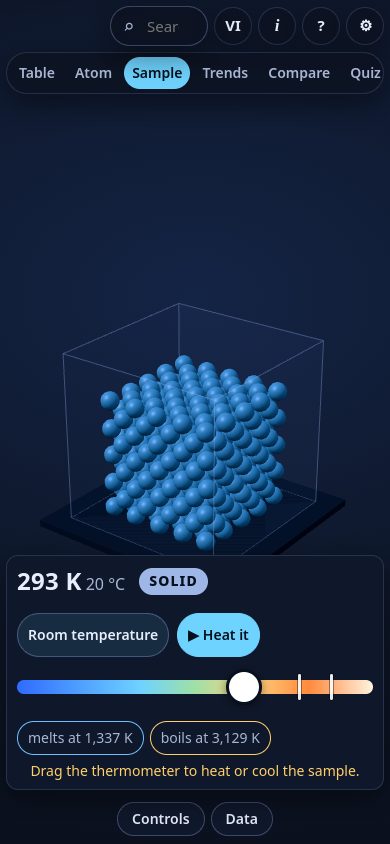 Sear VI i ? ⚙
Table Atom Sample Trends Compare Quiz
293 K 20 °C SOLID
Room temperature ▶ Heat it
melts at 1,337 K boils at 3,129 K
Drag the thermometer to heat or cool the sample.
Controls Data